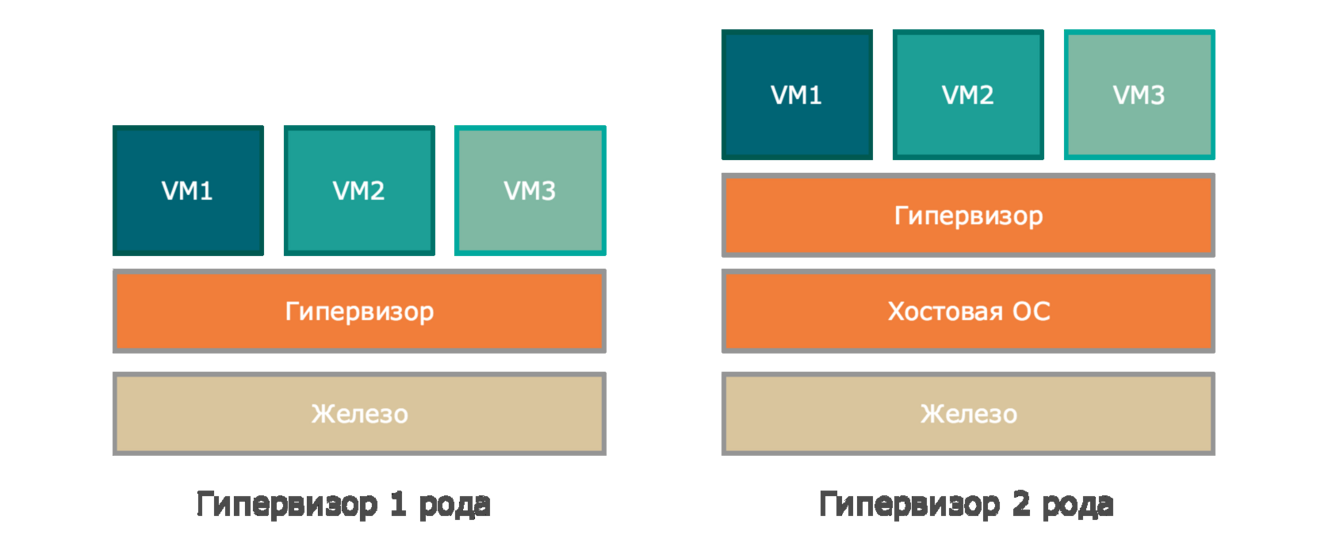 VM1 VM2 VM3
Гипервизор
Железо
Гипервизор 1 рода
VM1 VM2 VM3
Гипервизор
Хостовая ОС
Железо
Гипервизор 2 рода